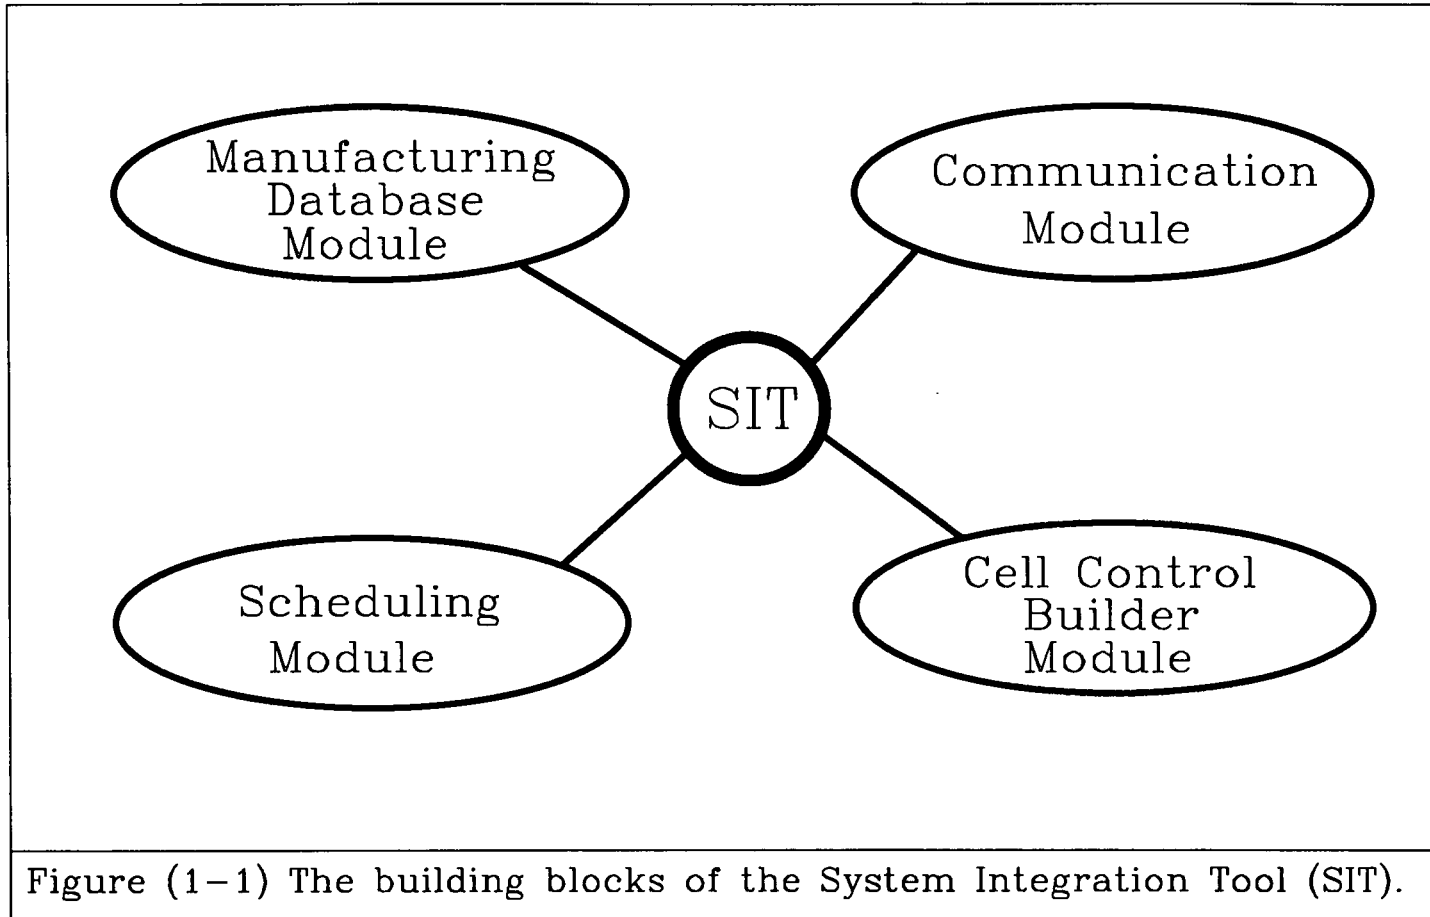 Manufacturing
Database
Module
Communication
Module
SIT
Scheduling
Module
Cell Control
Builder
Module
Figure (1-1) The building blocks of the System Integration Tool (SIT).